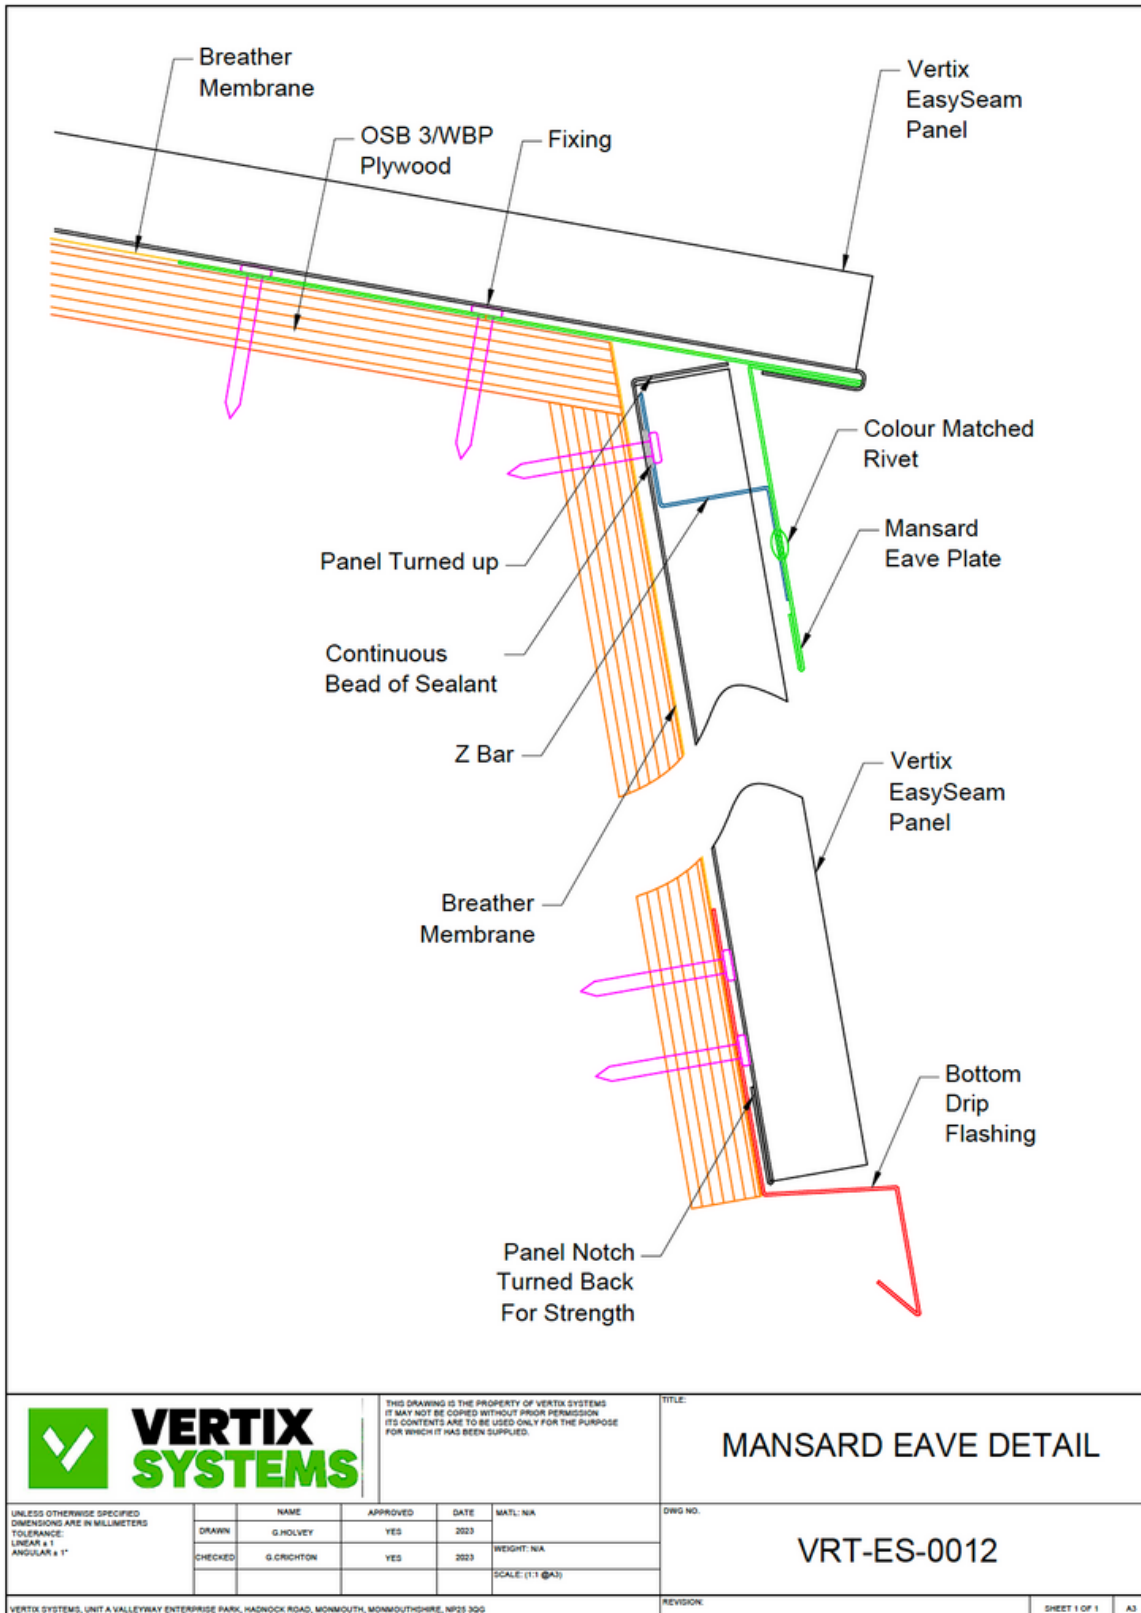 Breather
Membrane
OSB 3/WBP
Plywood
Fixing
Vertix
EasySeam
Panel
Colour Matched
Rivet
Mansard
Eave Plate
Panel Turned up
Continuous
Bead of Sealant
Z Bar
Vertix
EasySeam
Panel
Breather
Membrane
Bottom
Drip
Flashing
Panel Notch
Turned Back
For Strength
VERTIX
SYSTEMS
THIS DRAWING IS THE PROPERTY OF VERTIX SYSTEMS
IT MAY NOT BE COPIED WITHOUT PRIOR PERMISSION
ITS CONTENTS ARE TO BE USED ONLY FOR THE PURPOSE
FOR WHICH IT HAS BEEN SUPPLIED.
TITLE:
MANSARD EAVE DETAIL
UNLESS OTHERWISE SPECIFIED
DIMENSIONS ARE IN MILLIMETERS
TOLERANCE:
LINEAR ± 1
ANGULAR ± 1°
NAME APPROVED DATE
DRAWN G.HOLVEY YES 2023
CHECKED G.CRICHTON YES 2023
MATL: N/A
WEIGHT: N/A
SCALE: (1:1 @A3)
DWG NO.
VRT-ES-0012
VERTIX SYSTEMS, UNIT A VALLEYWAY ENTERPRISE PARK, HADNOCK ROAD, MONMOUTH, MONMOUTHSHIRE, NP25 3QG
REVISION:
SHEET 1 OF 1
A3